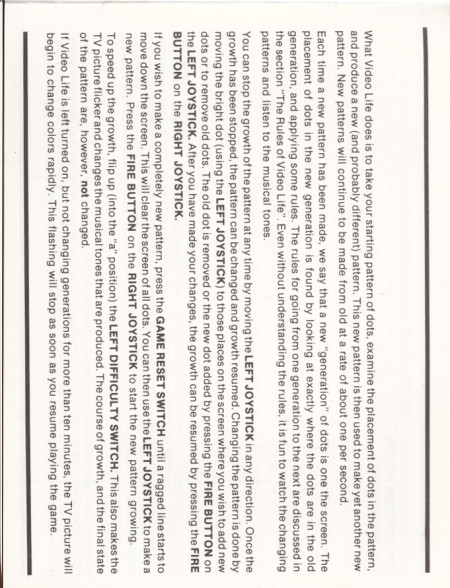 What Video Life does is to take your starting pattern of dots, examine the placement of dots in the pattern,
and produce a new (and probably different) pattern. This new pattern is then used to make yet another new
pattern. New patterns will continue to be made from old at a rate of about one per second.
Each time a new pattern has been made, we say that a new "generation" of dots is one the screen. The
placement of dots in the new generation is found by looking at exactly where the dots are in the old
generation, and applying some rules. The rules for going from one generation to the next are discussed in
the section "The Rules of Video Life". Even without understanding the rules, it is fun to watch the changing
patterns and listen to the musical tones.
You can stop the growth of the pattern at any time by moving the LEFT JOYSTICK in any direction. Once the
growth has been stopped, the pattern can be changed and growth resumed. Changing the pattern is done by
moving the bright dot (using the LEFT JOYSTICK) to those places on the screen where you wish to add new
dots or to remove old dots. The old dot is removed or the new dot added by pressing the FIRE BUTTON on
the LEFT JOYSTICK. After you have made your changes, the growth can be resumed by pressing the FIRE
BUTTON on the RIGHT JOYSTICK.
If you wish to make a completely new pattern, press the GAME RESET SWITCH until a ragged line starts to
move down the screen. This will clear the screen of all dots. You can then use the LEFT JOYSTICK to make a
new pattern. Press the FIRE BUTTON on the RIGHT JOYSTICK to start the new pattern growing.
To speed up the growth, flip up (into the "a" position) the LEFT DIFFICULTY SWITCH. This also makes the
TV picture flicker and changes the musical tones that are produced. The course of growth, and the final state
of the pattern are, however, not changed.
If Video Life is left turned on, but not changing generations for more than ten minutes, the TV picture will
begin to change colors rapidly. This flashing will stop as soon as you resume playing the game.